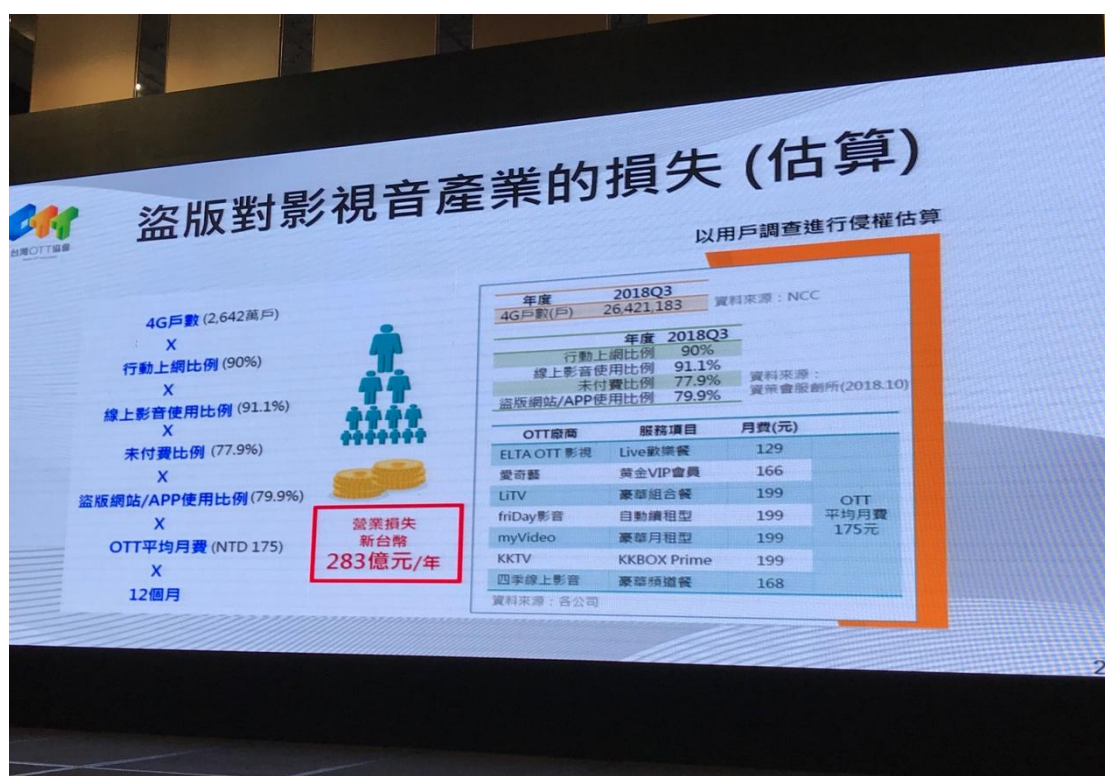 盜版對影視音產業的損失 (估算)
台灣OTT協會
以用戶調查進行侵權估算
4G戶數 (2,642萬戶)
X
行動上網比例 (90%)
X
線上影音使用比例 (91.1%)
X
未付費比例 (77.9%)
X
盜版網站/APP使用比例 (79.9%)
X
OTT平均月費 (NTD 175)
X
12個月
營業損失
新台幣
283億元/年
年度 2018Q3
4G戶數(戶) 26,421,183
資料來源：NCC
年度 2018Q3
行動上網比例 90%
線上影音使用比例 91.1%
未付費比例 77.9%
盜版網站/APP使用比例 79.9%
資料來源：
資策會服創所(2018.10)
OTT廠商 服務項目 月費(元)
ELTA OTT 影視 Live歡樂餐 129
愛奇藝 黃金VIP會員 166
LiTV 豪華組合餐 199
friDay影音 自動續租型 199
myVideo 豪華月租型 199
KKTV KKBOX Prime 199
四季線上影音 豪華頻道餐 168
OTT
平均月費
175元
資料來源：各公司
2